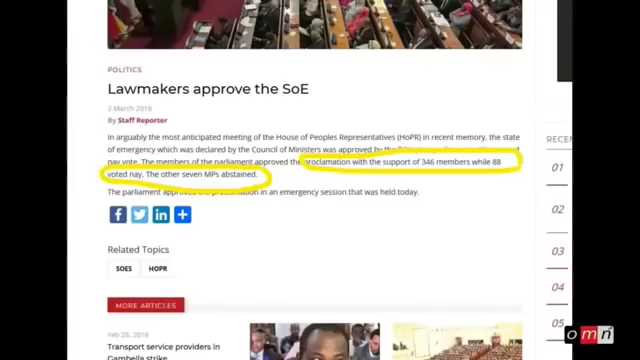 POLITICS
Lawmakers approve the SoE
2 March 2018
By Staff Reporter
In arguably the most anticipated meeting of the House of Peoples Representatives (HoPR) in recent memory, the state
of emergency which was declared by the Council of Ministers was approved by the
nay vote. The members of the parliament approved the proclamation with the support of 346 members while 88
voted nay. The other seven MPs abstained.
The parliament approved the proclamation in an emergency session that was held today.
Related Topics
SOES HOPR
MORE ARTICLES
Feb 28, 2018
Transport service providers in
Gambella strike
RECEN
01
02
03
04
05
omn